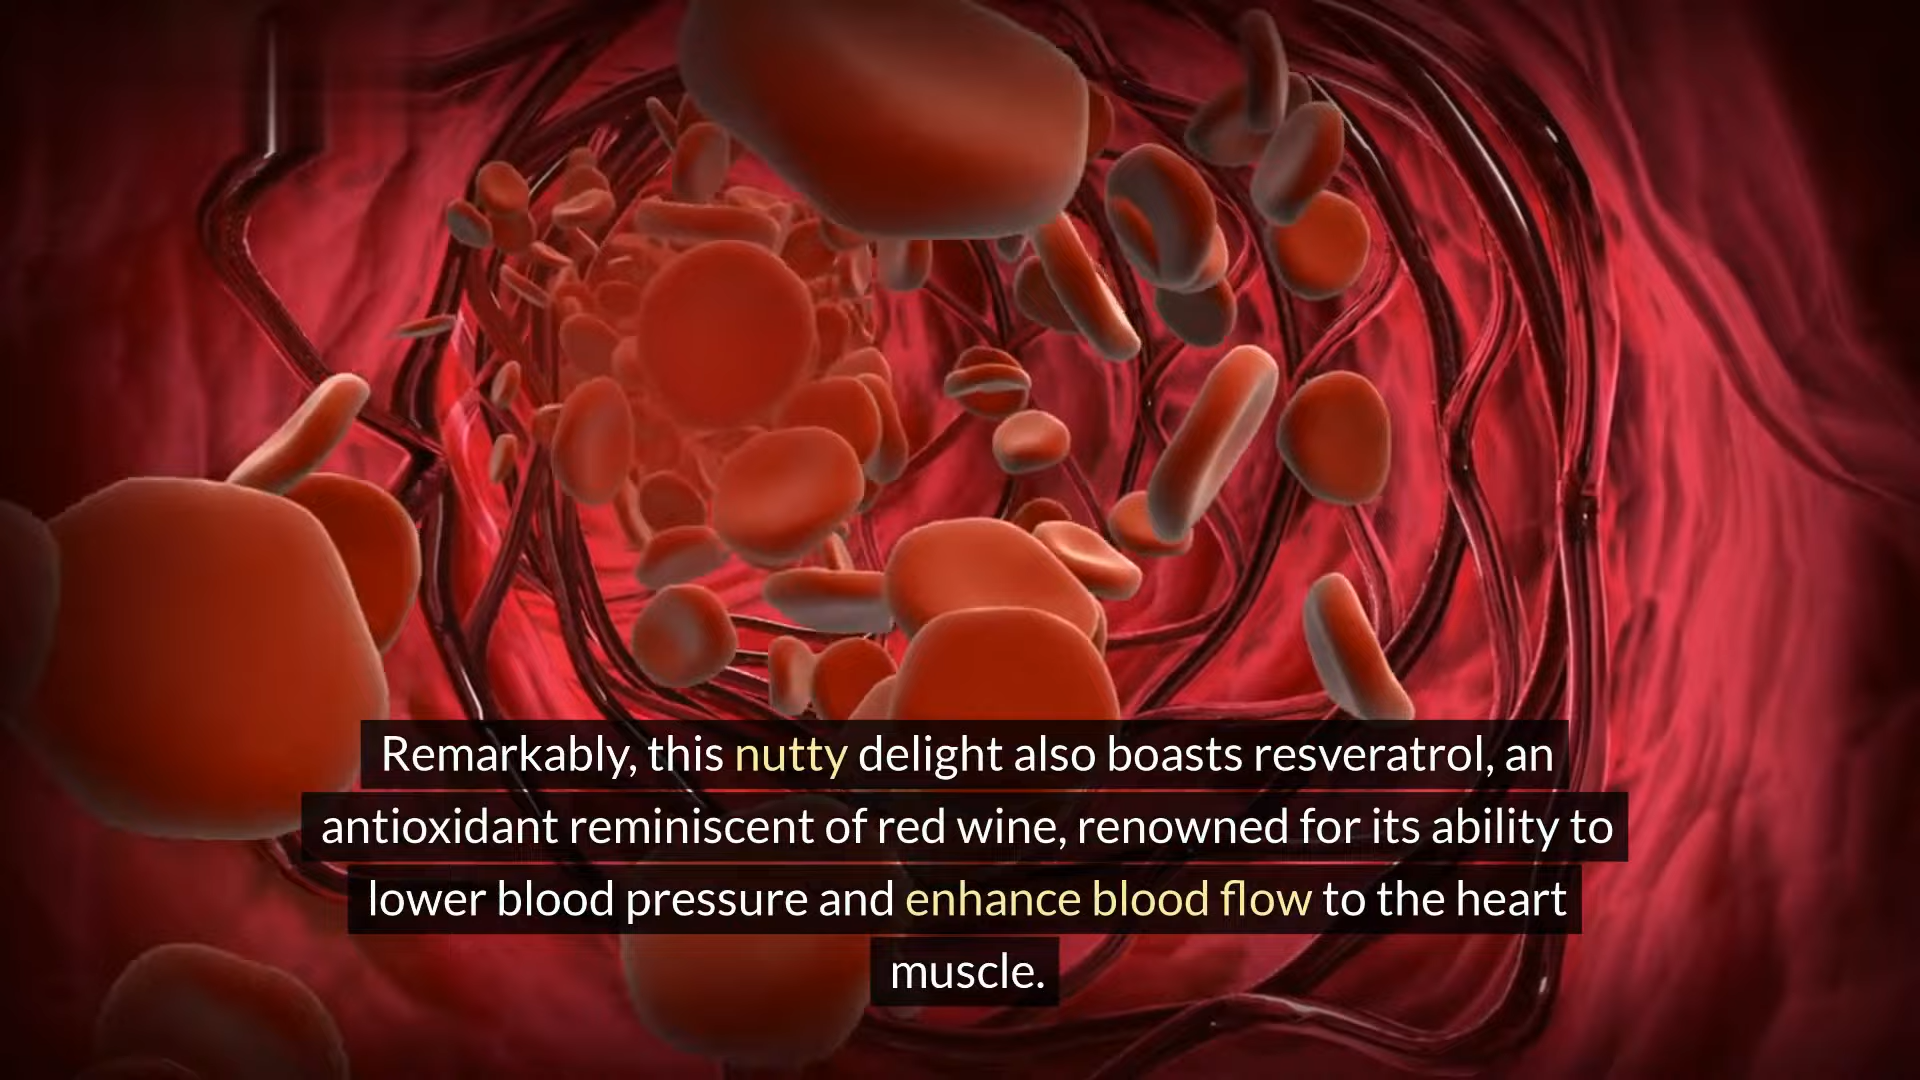 Remarkably, this nutty delight also boasts resveratrol, an
antioxidant reminiscent of red wine, renowned for its ability to
lower blood pressure and enhance blood flow to the heart
muscle.